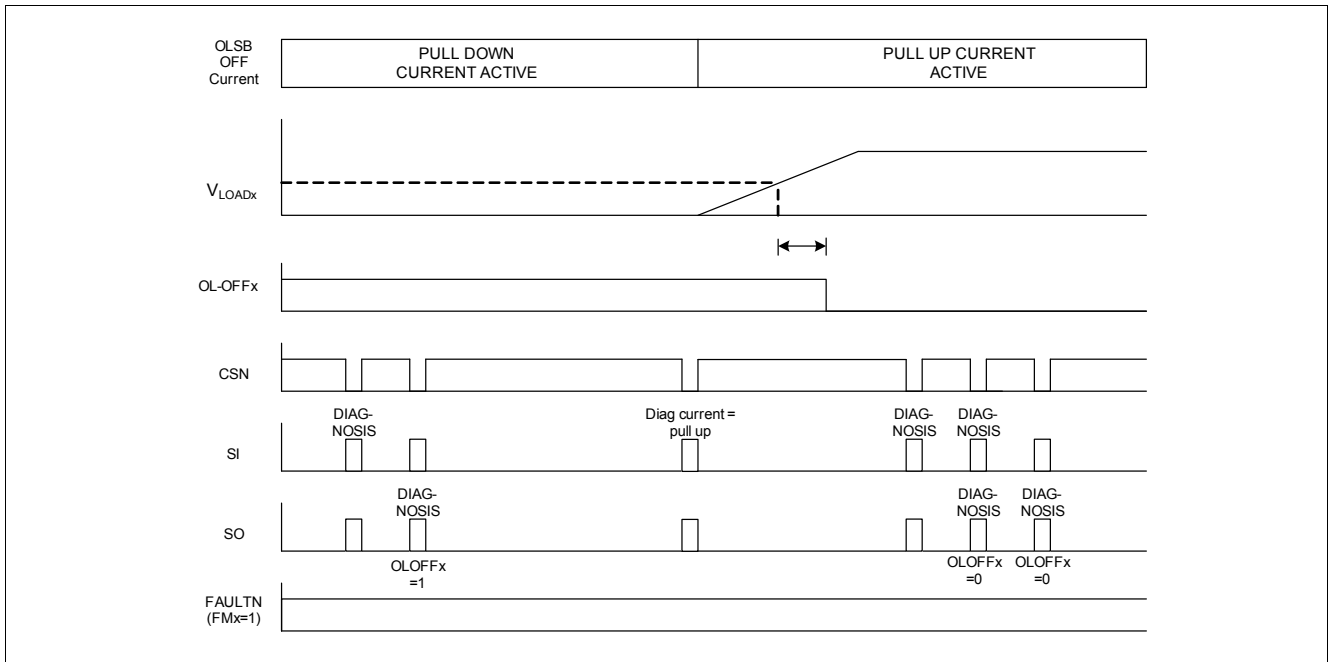 OLSB
OFF
Current
PULL DOWN
CURRENT ACTIVE
PULL UP CURRENT
ACTIVE
VLOADx
OL-OFFx
CSN
DIAG-
NOSIS
Diag current =
pull up
DIAG-
NOSIS
DIAG-
NOSIS
SI
DIAG-
NOSIS
DIAG-
NOSIS
DIAG-
NOSIS
SO
OLOFFx
=1
OLOFFx
=0
OLOFFx
=0
FAULTN
(FMx=1)